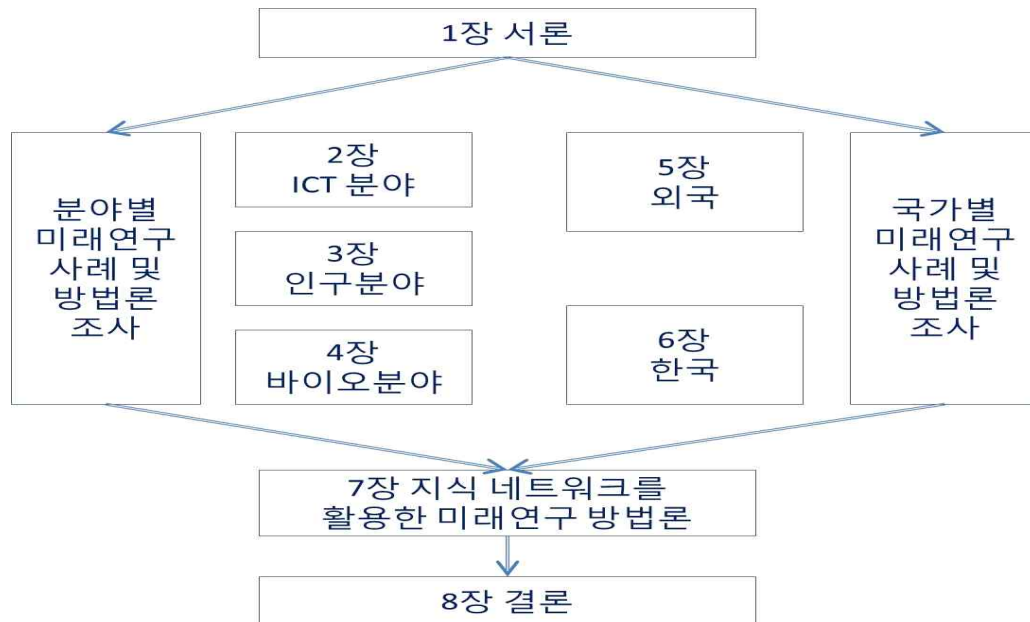 1장 서론
분야별
미래연구
사례 및
방법론
조사
2장
ICT 분야
3장
인구분야
4장
바이오분야
5장
외국
6장
한국
국가별
미래연구
사례 및
방법론
조사
7장 지식 네트워크를
활용한 미래연구 방법론
8장 결론